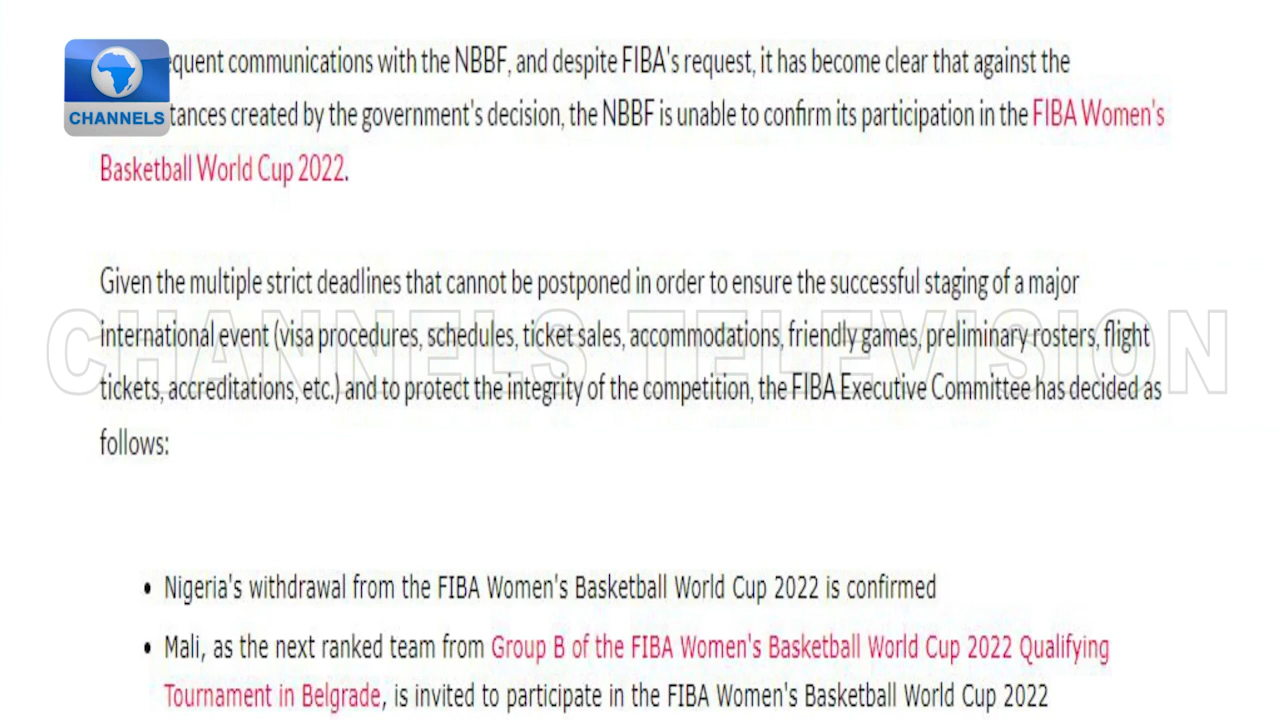 CHANNELS
equent communications with the NBBF, and despite FIBA's request, it has become clear that against the
tances created by the government's decision, the NBBF is unable to confirm its participation in the FIBA Women's
Basketball World Cup 2022.
Given the multiple strict deadlines that cannot be postponed in order to ensure the successful staging of a major
international event (visa procedures, schedules, ticket sales, accommodations, friendly games, preliminary rosters, flight
CHANNELS TELEVISION
tickets, accreditations, etc.) and to protect the integrity of the competition, the FIBA Executive Committee has decided as
follows:
• Nigeria's withdrawal from the FIBA Women's Basketball World Cup 2022 is confirmed
• Mali, as the next ranked team from Group B of the FIBA Women's Basketball World Cup 2022 Qualifying
Tournament in Belgrade, is invited to participate in the FIBA Women's Basketball World Cup 2022